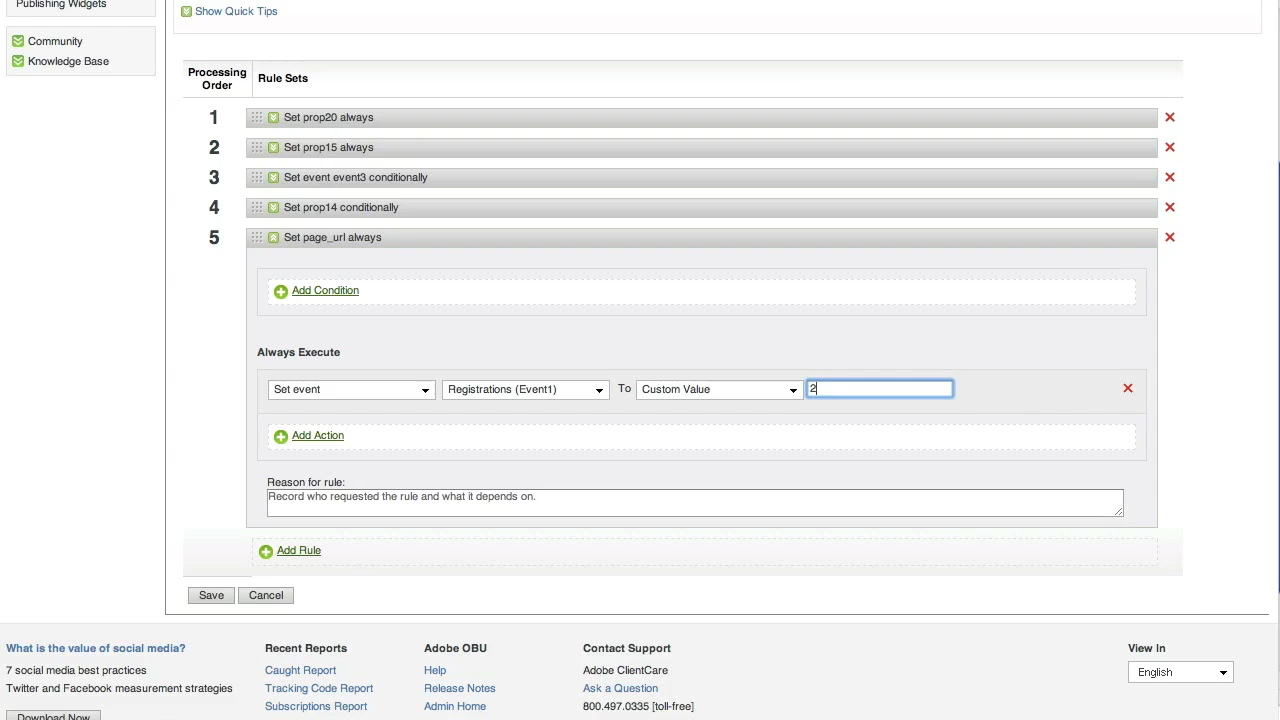 Publishing Widgets
Show Quick Tips
Community
Knowledge Base
Processing Order
Rule Sets
1 Set prop20 always
2 Set prop15 always
3 Set event event3 conditionally
4 Set prop14 conditionally
5 Set page_url always
Add Condition
Always Execute
Set event Registrations (Event1) To Custom Value 2
Add Action
Reason for rule:
Record who requested the rule and what it depends on.
Add Rule
Save Cancel
What is the value of social media?
7 social media best practices
Twitter and Facebook measurement strategies
Download Now
Recent Reports
Caught Report
Tracking Code Report
Subscriptions Report
Adobe OBU
Help
Release Notes
Admin Home
Contact Support
Adobe ClientCare
Ask a Question
800.497.0335 [toll-free]
View In
English